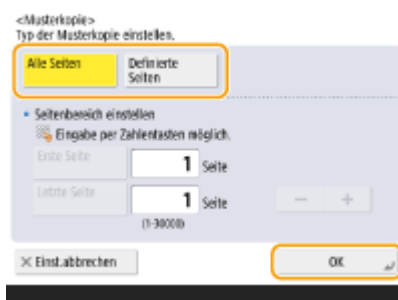 <Musterkopie>
Typ der Musterkopie einstellen.
Alle Seiten
Definierte
Seiten
• Seitenbereich einstellen
Eingabe per Zahlentasten möglich.
Erste Seite
1 Seite
Letzte Seite
1 Seite
− +
(1-30000)
× Einst.abbrechen
OK